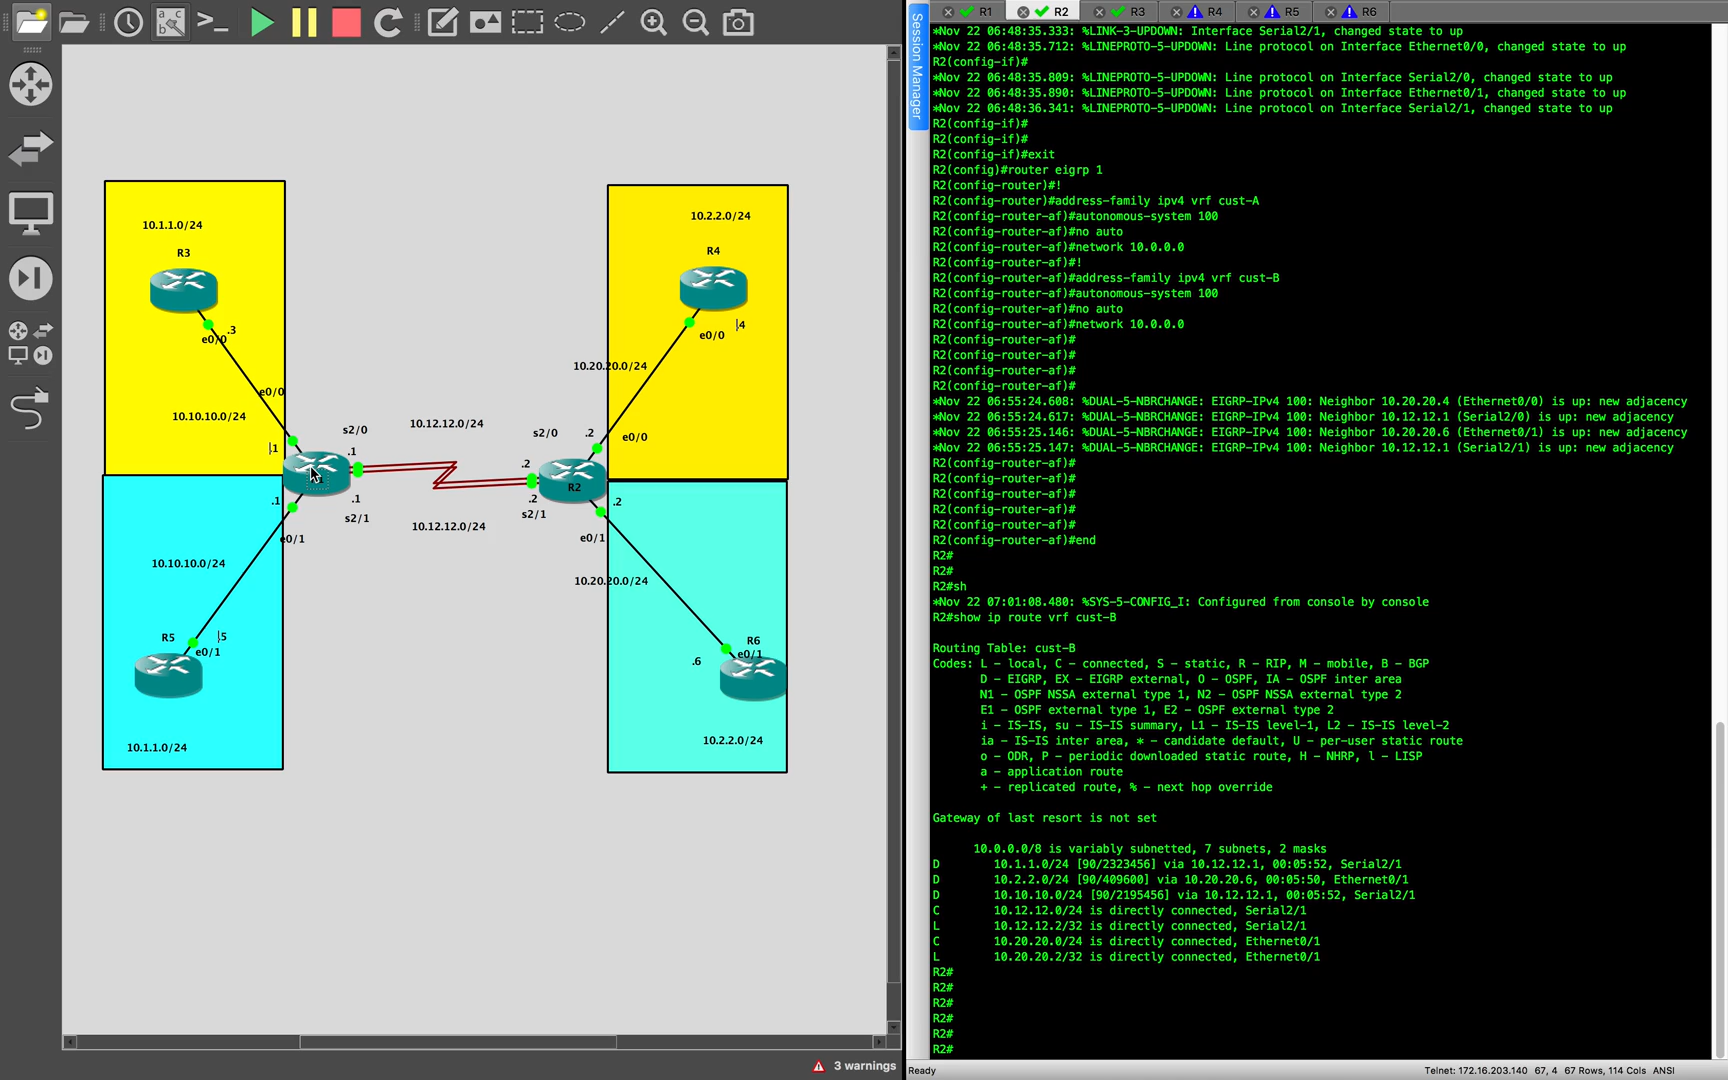 10.1.1.0/24
R3
.3
e0/0
e0/0
10.10.10.0/24
.1
10.2.2.0/24
R4
.4
e0/0
10.20.20.0/24
s2/0
.1
10.12.12.0/24
s2/0
.2
e0/0
.2
R2
.1
.1
s2/1
10.12.12.0/24
.2
s2/1
.2
e0/1
e0/1
10.10.10.0/24
10.20.20.0/24
R5
.5
e0/1
R6
e0/1
.6
10.1.1.0/24
10.2.2.0/24
3 warnings
Session Manager
R1
R2
R3
R4
R5
R6
*Nov 22 06:48:35.333: %LINK-3-UPDOWN: Interface Serial2/1, changed state to up
*Nov 22 06:48:35.712: %LINEPROTO-5-UPDOWN: Line protocol on Interface Ethernet0/0, changed state to up
R2(config-if)#
*Nov 22 06:48:35.809: %LINEPROTO-5-UPDOWN: Line protocol on Interface Serial2/0, changed state to up
*Nov 22 06:48:35.890: %LINEPROTO-5-UPDOWN: Line protocol on Interface Ethernet0/1, changed state to up
*Nov 22 06:48:36.341: %LINEPROTO-5-UPDOWN: Line protocol on Interface Serial2/1, changed state to up
R2(config-if)#
R2(config-if)#
R2(config-if)#exit
R2(config)#router eigrp 1
R2(config-router)#!
R2(config-router)#address-family ipv4 vrf cust-A
R2(config-router-af)#autonomous-system 100
R2(config-router-af)#no auto
R2(config-router-af)#network 10.0.0.0
R2(config-router-af)#!
R2(config-router-af)#address-family ipv4 vrf cust-B
R2(config-router-af)#autonomous-system 100
R2(config-router-af)#no auto
R2(config-router-af)#network 10.0.0.0
R2(config-router-af)#
R2(config-router-af)#
R2(config-router-af)#
R2(config-router-af)#
*Nov 22 06:55:24.608: %DUAL-5-NBRCHANGE: EIGRP-IPv4 100: Neighbor 10.20.20.4 (Ethernet0/0) is up: new adjacency
*Nov 22 06:55:24.617: %DUAL-5-NBRCHANGE: EIGRP-IPv4 100: Neighbor 10.12.12.1 (Serial2/0) is up: new adjacency
*Nov 22 06:55:25.146: %DUAL-5-NBRCHANGE: EIGRP-IPv4 100: Neighbor 10.20.20.6 (Ethernet0/1) is up: new adjacency
*Nov 22 06:55:25.147: %DUAL-5-NBRCHANGE: EIGRP-IPv4 100: Neighbor 10.12.12.1 (Serial2/1) is up: new adjacency
R2(config-router-af)#
R2(config-router-af)#
R2(config-router-af)#
R2(config-router-af)#
R2(config-router-af)#
R2(config-router-af)#end
R2#
R2#
R2#sh
*Nov 22 07:01:08.480: %SYS-5-CONFIG_I: Configured from console by console
R2#show ip route vrf cust-B
Routing Table: cust-B
Codes: L - local, C - connected, S - static, R - RIP, M - mobile, B - BGP
D - EIGRP, EX - EIGRP external, O - OSPF, IA - OSPF inter area
N1 - OSPF NSSA external type 1, N2 - OSPF NSSA external type 2
E1 - OSPF external type 1, E2 - OSPF external type 2
i - IS-IS, su - IS-IS summary, L1 - IS-IS level-1, L2 - IS-IS level-2
ia - IS-IS inter area, * - candidate default, U - per-user static route
o - ODR, P - periodic downloaded static route, H - NHRP, l - LISP
a - application route
+ - replicated route, % - next hop override
Gateway of last resort is not set
10.0.0.0/8 is variably subnetted, 7 subnets, 2 masks
D 10.1.1.0/24 [90/2323456] via 10.12.12.1, 00:05:52, Serial2/1
D 10.2.2.0/24 [90/409600] via 10.20.20.6, 00:05:50, Ethernet0/1
D 10.10.10.0/24 [90/2195456] via 10.12.12.1, 00:05:52, Serial2/1
C 10.12.12.0/24 is directly connected, Serial2/1
L 10.12.12.2/32 is directly connected, Serial2/1
C 10.20.20.0/24 is directly connected, Ethernet0/1
L 10.20.20.2/32 is directly connected, Ethernet0/1
R2#
R2#
R2#
R2#
R2#
R2#
Ready
Telnet: 172.16.203.140 67, 4 67 Rows, 114 Cols ANSI